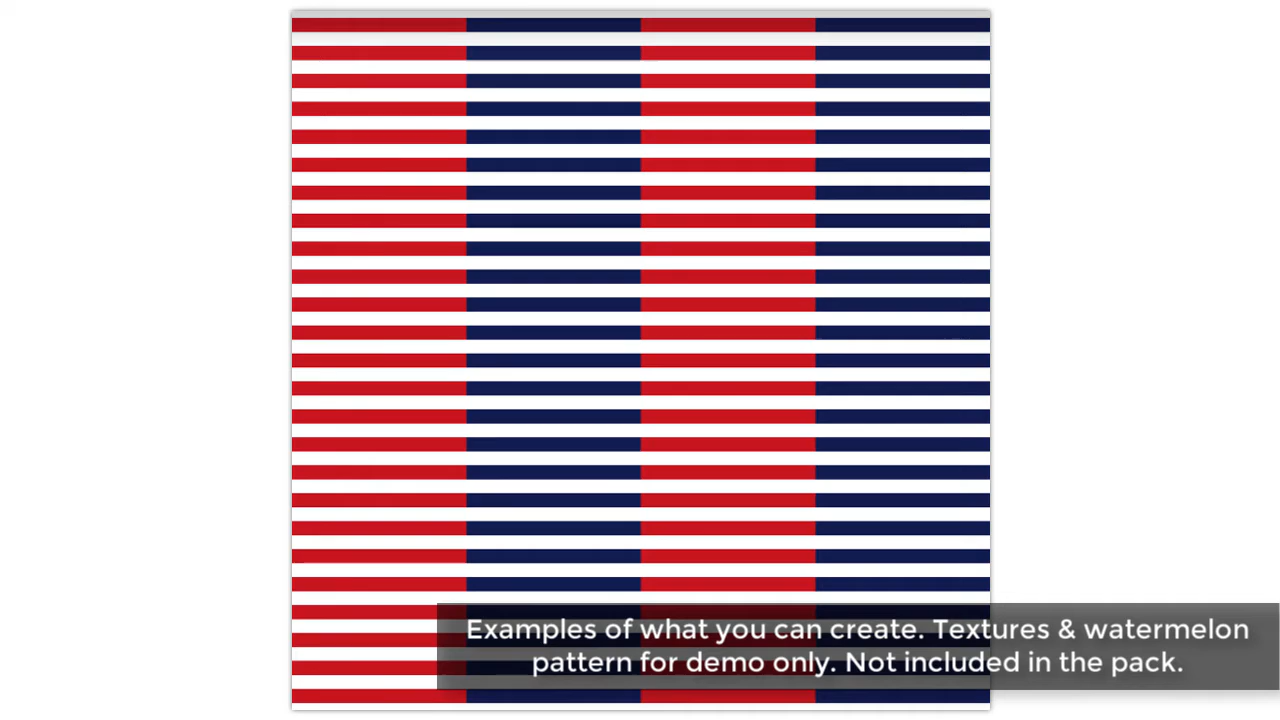 Examples of what you can create. Textures & watermelon
pattern for demo only. Not included in the pack.